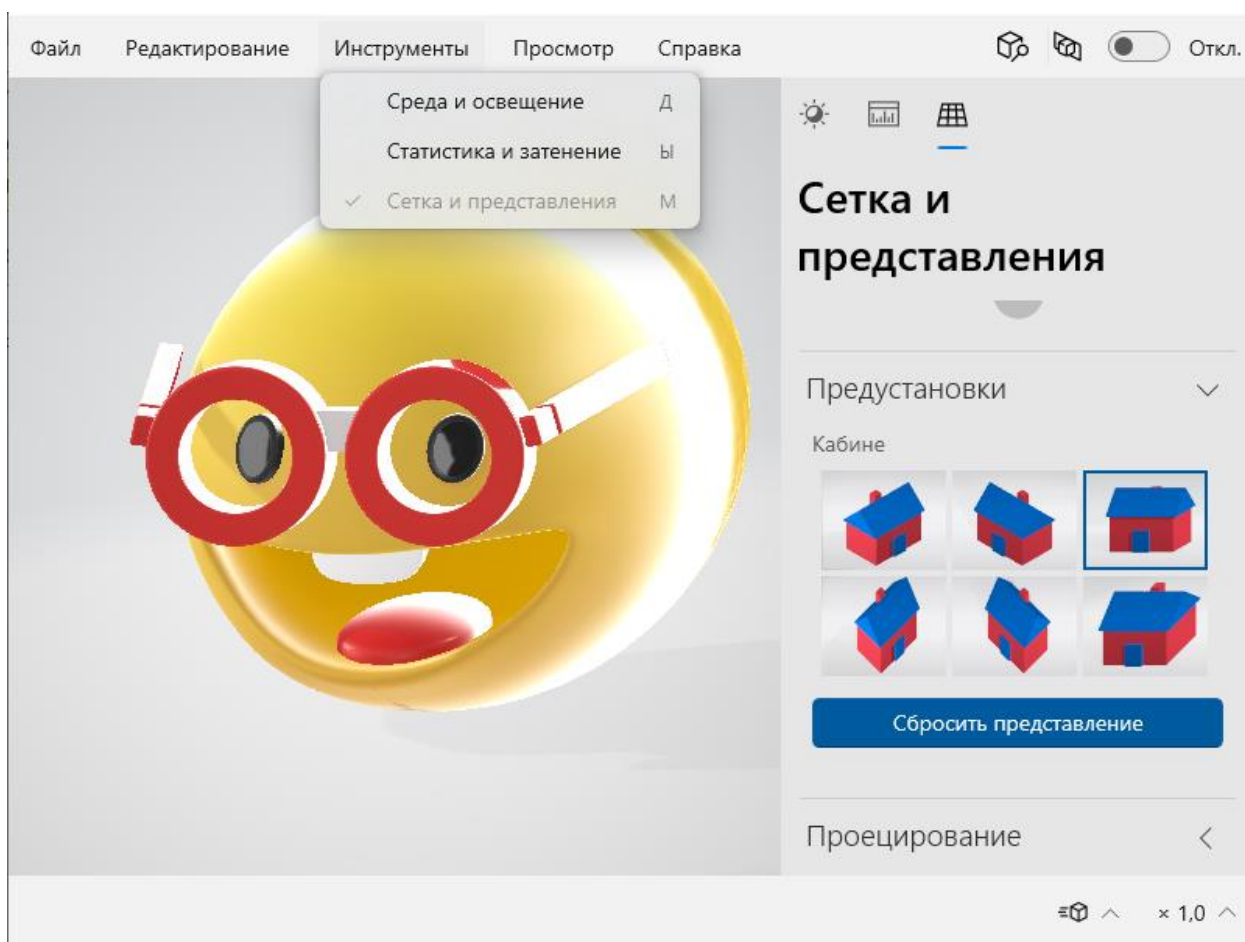 Файл Редактирование Инструменты Просмотр Справка Откл.
Среда и освещение Д
Статистика и затенение Ы
Сетка и представления М
Сетка и
представления
Предустановки
Кабине
Сбросить представление
Проецирование
× 1,0